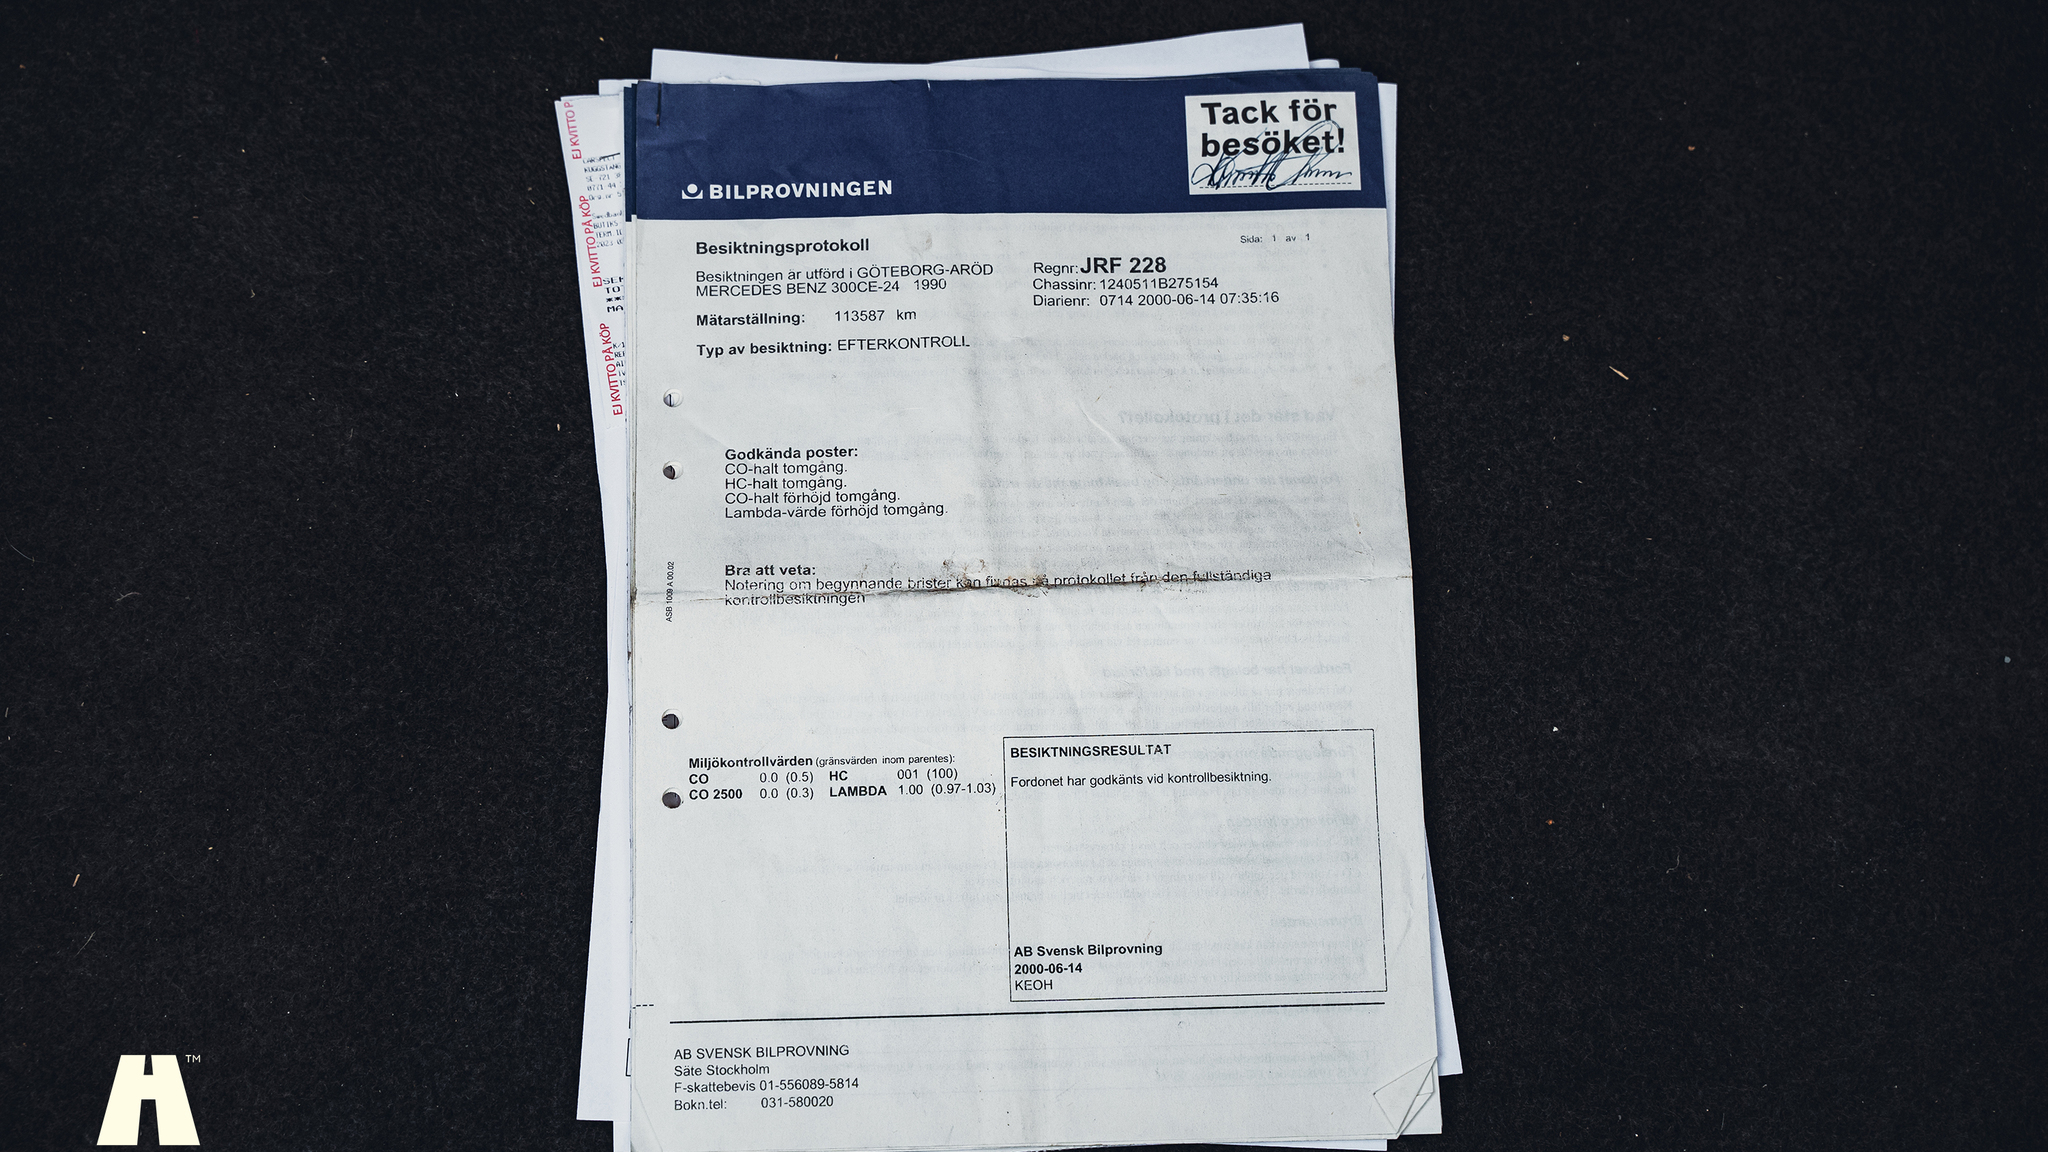 Tack för
besöket!
BILPROVNINGEN
Besiktningsprotokoll
Sida: 1 av 1
Besiktningen är utförd i GÖTEBORG-ARÖD
MERCEDES BENZ 300CE-24 1990
Regnr: JRF 228
Chassinr: 1240511B275154
Diarienr: 0714 2000-06-14 07:35:16
Mätarställning: 113587 km
Typ av besiktning: EFTERKONTROLL
Godkända poster:
CO-halt tomgång.
HC-halt tomgång.
CO-halt förhöjd tomgång.
Lambda-värde förhöjd tomgång.
Bra att veta:
Notering om begynnande brister kan finnas på protokollet från den fullständiga
kontrollbesiktningen
ASB 1009 A 00.02
Miljökontrollvärden (gränsvärden inom parentes):
CO 0.0 (0.5) HC 001 (100)
CO 2500 0.0 (0.3) LAMBDA 1.00 (0.97-1.03)
BESIKTNINGSRESULTAT
Fordonet har godkänts vid kontrollbesiktning.
AB Svensk Bilprovning
2000-06-14
KEOH
AB SVENSK BILPROVNING
Säte Stockholm
F-skattebevis 01-556089-5814
Bokn.tel: 031-580020
EJ KVITTO P
EJ KVITTO PÅ KÖP
EJ KVITTO PÅ KÖP
H™